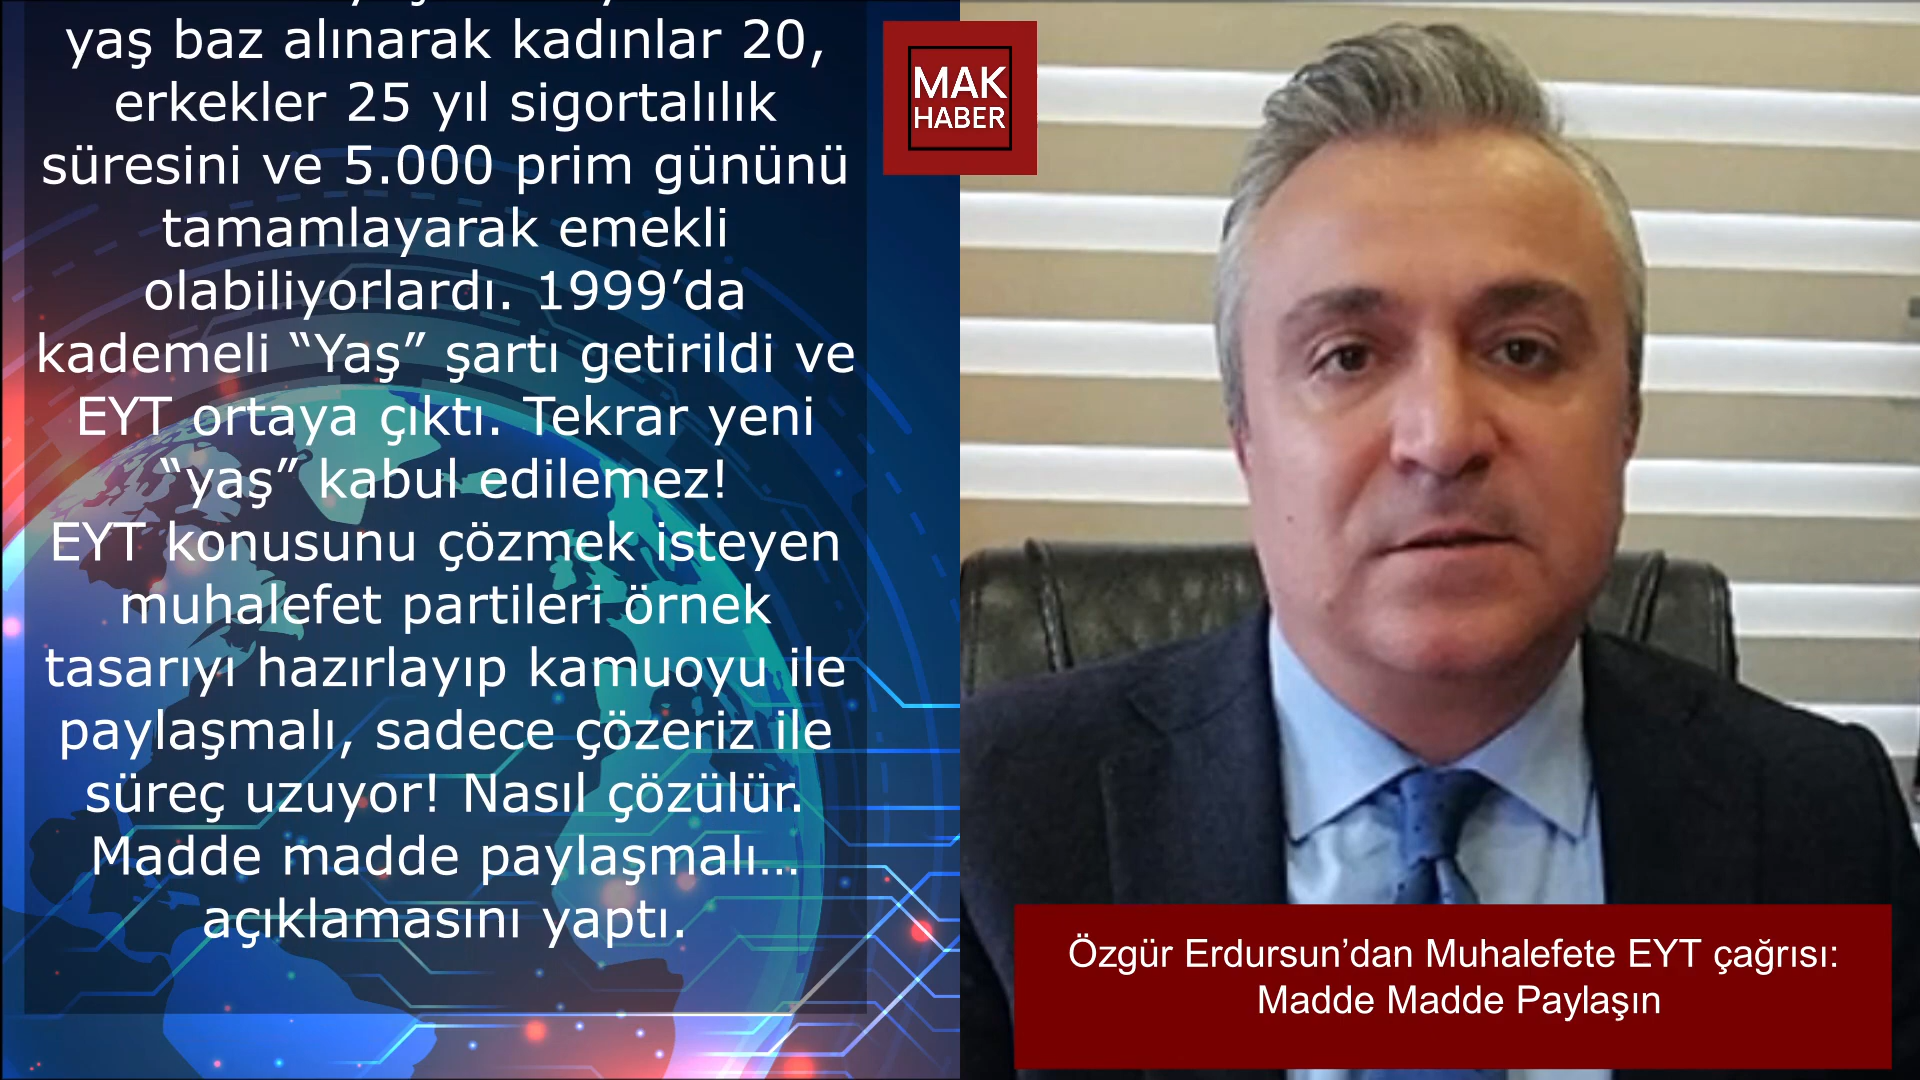 yaş baz alınarak kadınlar 20,
erkekler 25 yıl sigortalılık
süresini ve 5.000 prim gününü
tamamlayarak emekli
olabiliyorlardı. 1999’da
kademeli “Yaş” şartı getirildi ve
EYT ortaya çıktı. Tekrar yeni
“yaş” kabul edilemez!
EYT konusunu çözmek isteyen
muhalefet partileri örnek
tasarıyı hazırlayıp kamuoyu ile
paylaşmalı, sadece çözeriz ile
süreç uzuyor! Nasıl çözülür.
Madde madde paylaşmalı…
açıklamasını yaptı.
MAK
HABER
Özgür Erdursun’dan Muhalefete EYT çağrısı:
Madde Madde Paylaşın